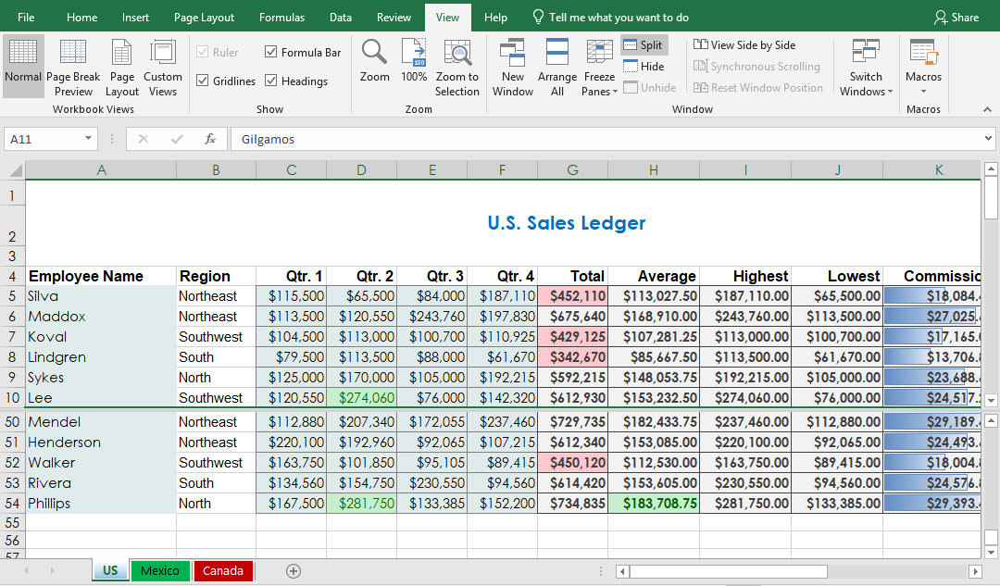 File Home Insert Page Layout Formulas Data Review View Help Tell me what you want to do Share
Normal Page Break Preview Page Layout Custom Views
Workbook Views
Ruler Formula Bar
Gridlines Headings
Show
Zoom 100% Zoom to Selection
Zoom
New Window Arrange All Freeze Panes
Split
Hide
Unhide
View Side by Side
Synchronous Scrolling
Reset Window Position
Switch Windows
Window
Macros
Macros
A11 fx Gilgamos
A B C D E F G H I J K
1
2 U.S. Sales Ledger
3
4 Employee Name Region Qtr. 1 Qtr. 2 Qtr. 3 Qtr. 4 Total Average Highest Lowest Commissio
5 Silva Northeast $115,500 $65,500 $84,000 $187,110 $452,110 $113,027.50 $187,110.00 $65,500.00 $18,084.
6 Maddox Northeast $113,500 $120,550 $243,760 $197,830 $675,640 $168,910.00 $243,760.00 $113,500.00 $27,025.
7 Koval Southwest $104,500 $113,000 $100,700 $110,925 $429,125 $107,281.25 $113,000.00 $100,700.00 $17,165.
8 Lindgren South $79,500 $113,500 $88,000 $61,670 $342,670 $85,667.50 $113,500.00 $61,670.00 $13,706.
9 Sykes North $125,000 $170,000 $105,000 $192,215 $592,215 $148,053.75 $192,215.00 $105,000.00 $23,688.
10 Lee Southwest $120,550 $274,060 $76,000 $142,320 $612,930 $153,232.50 $274,060.00 $76,000.00 $24,517.
50 Mendel Northeast $112,880 $207,340 $172,055 $237,460 $729,735 $182,433.75 $237,460.00 $112,880.00 $29,189.
51 Henderson Northeast $220,100 $192,960 $92,065 $107,215 $612,340 $153,085.00 $220,100.00 $92,065.00 $24,493.
52 Walker Southwest $163,750 $101,850 $95,105 $89,415 $450,120 $112,530.00 $163,750.00 $89,415.00 $18,004.
53 Rivera South $134,560 $154,750 $230,550 $94,560 $614,420 $153,605.00 $230,550.00 $94,560.00 $24,576.
54 Phillips North $167,500 $281,750 $133,385 $152,200 $734,835 $183,708.75 $281,750.00 $133,385.00 $29,393.
55
56
57
US Mexico Canada